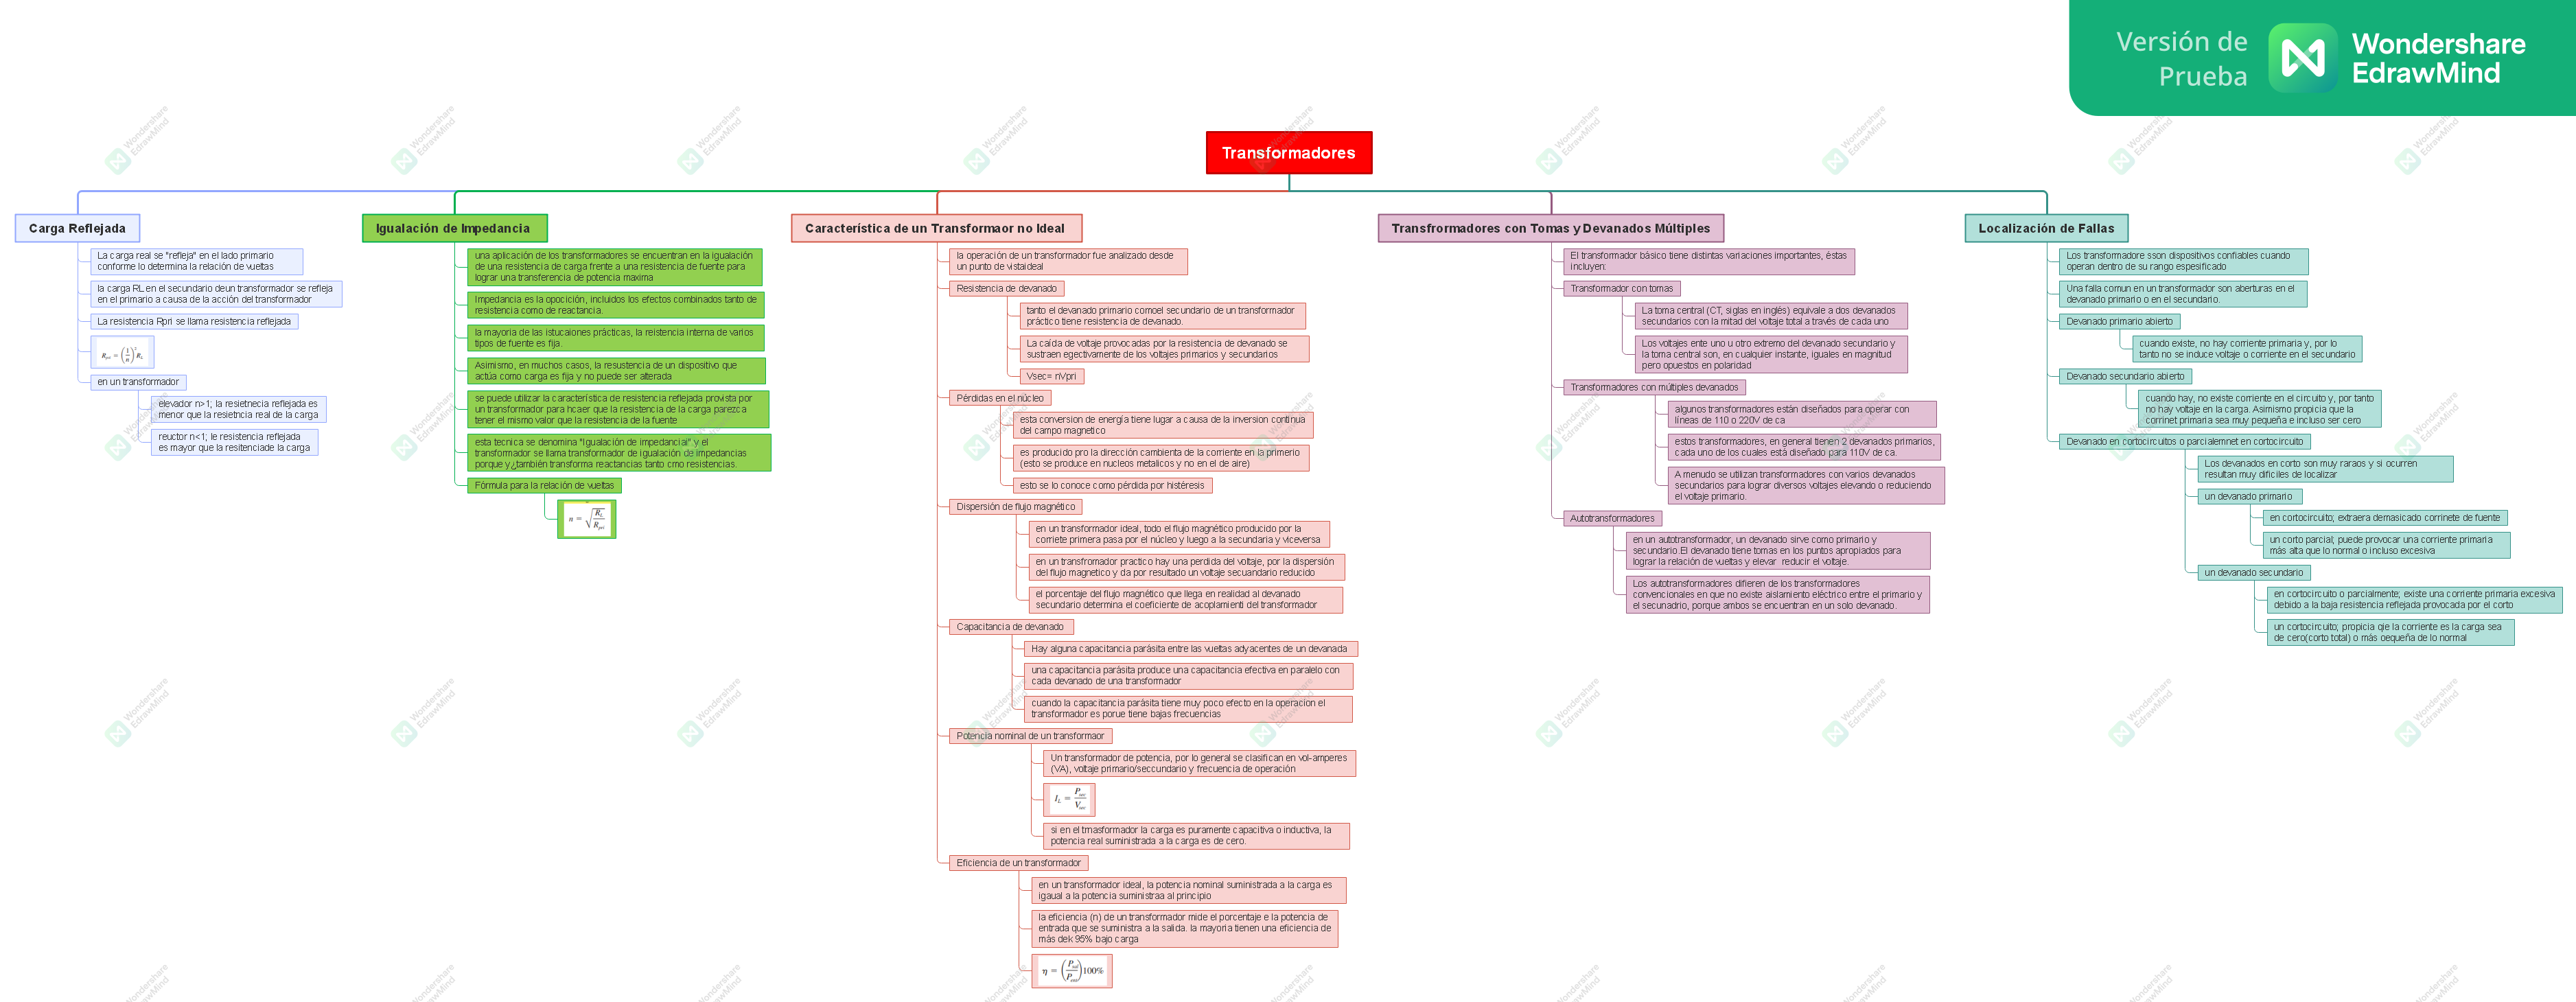 Versión de
Prueba
Wondershare
EdrawMind
Transformadores
Carga Reflejada
La carga real se "refleja" en el lado primario
conforme lo determina la relación de vueltas
la carga RL en el secundario deun transformador se refleja
en el primario a causa de la acción del transformador
La resistencia Rpri se llama resistencia reflejada
R_pri = (1/n)^2 R_L
en un transformador
elevador n>1; la resietnecia reflejada es
menor que la resietncia real de la carga
reuctor n<1; le resistencia reflejada
es mayor que la resitenciade la carga
Igualación de Impedancia
una aplicación de los transformadores se encuentran en la igualación
de una resistencia de carga frente a una resistencia de fuente para
lograr una transferencia de potencia maxima
Impedancia es la opocición, incluidos los efectos combinados tanto de
resistencia como de reactancia.
la mayoria de las istucaiones prácticas, la reistencia interna de varios
tipos de fuente es fija.
Asimismo, en muchos casos, la resustencia de un dispositivo que
actúa como carga es fija y no puede ser alterada
se puede utilizar la característica de resistencia reflejada provista por
un transformador para hcaer que la resistencia de la carga parezca
tener el mismo valor que la resistencia de la fuente
esta tecnica se denomina "Igualación de impedancia" y el
transformador se llama transformador de igualación de impedancias
porque y¿también transforma reactancias tanto cmo resistencias.
Fórmula para la relación de vueltas
n = √(R_L/R_pri)
Característica de un Transformaor no Ideal
la operación de un transformador fue analizado desde
un punto de vistaideal
Resistencia de devanado
tanto el devanado primario comoel secundario de un transformador
práctico tiene resistencia de devanado.
La caída de voltaje provocadas por la resistencia de devanado se
sustraen egectivamente de los voltajes primarios y secundarios
Vsec= nVpri
Pérdidas en el núcleo
esta conversion de energía tiene lugar a causa de la inversion continua
del campo magnetico
es producido pro la dirección cambienta de la corriente en la primerio
(esto se produce en nucleos metalicos y no en el de aire)
esto se lo conoce como pérdida por histéresis
Dispersión de flujo magnético
en un transformador ideal, todo el flujo magnético producido por la
corriete primera pasa por el núcleo y luego a la secundaria y viceversa
en un transfromador practico hay una perdida del voltaje, por la dispersión
del flujo magnetico y da por resultado un voltaje secuandario reducido
el porcentaje del flujo magnético que llega en realidad al devanado
secundario determina el coeficiente de acoplamienti del transformador
Capacitancia de devanado
Hay alguna capacitancia parásita entre las vueltas adyacentes de un devanada
una capacitancia parásita produce una capacitancia efectiva en paralelo con
cada devanado de una transformador
cuando la capacitancia parásita tiene muy poco efecto en la operacíon el
transformador es porue tiene bajas frecuencias
Potencia nominal de un transformaor
Un transformador de potencia, por lo general se clasifican en vol-amperes
(VA), voltaje primario/seccundario y frecuencia de operación
I_L = P_sec/V_sec
si en el trnasformador la carga es puramente capacitiva o inductiva, la
potencia real suministrada a la carga es de cero.
Eficiencia de un transformador
en un transformador ideal, la potencia nominal suministrada a la carga es
igaual a la potencia suministraa al principio
la eficiencia (n) de un transformador mide el porcentaje e la potencia de
entrada que se suministra a la salida. la mayoria tienen una eficiencia de
más dek 95% bajo carga
η = (P_sal/P_ent)100%
Transfrormadores con Tomas y Devanados Múltiples
El transformador básico tiene distintas variaciones importantes, éstas
incluyen:
Transformador con tomas
La toma central (CT, siglas en inglés) equivale a dos devanados
secundarios con la mitad del voltaje total a través de cada uno
Los voltajes ente uno u otro extremo del devanado secundario y
la toma central son, en cualquier instante, iguales en magnitud
pero opuestos en polaridad
Transformadores con múltiples devanados
algunos transformadores están diseñados para operar con
líneas de 110 o 220V de ca
estos transformadores, en general tienen 2 devanados primarios,
cada uno de los cuales está diseñado para 110V de ca.
A menudo se utilizan transformadores con varios devanados
secundarios para lograr diversos voltajes elevando o reduciendo
el voltaje primario.
Autotransformadores
en un autotransformador, un devanado sirve como primario y
secundario.El devanado tiene tomas en los puntos apropiados para
lograr la relación de vueltas y elevar reducir el voltaje.
Los autotransformadores difieren de los transformadores
convencionales en que no existe aislamiento eléctrico entre el primario y
el secunadrio, porque ambos se encuentran en un solo devanado.
Localización de Fallas
Los transformadore sson dispositivos confiables cuando
operan dentro de su rango espesificado
Una falla comun en un transformador son aberturas en el
devanado primario o en el secundario.
Devanado primario abierto
cuando existe, no hay corriente primaria y, por lo
tanto no se induce voltaje o corriente en el secundario
Devanado secundario abierto
cuando hay, no existe corriente en el circuito y, por tanto
no hay voltaje en la carga. Asimismo propicia que la
corrinet primaria sea muy pequeña e incluso ser cero
Devanado en cortocircuitos o parcialemnet en cortocircuito
Los devanados en corto son muy raraos y si ocurren
resultan muy difíciles de localizar
un devanado primario
en cortocircuito; extraera demasicado corrinete de fuente
un corto parcial; puede provocar una corriente primaria
más alta que lo normal o incluso excesiva
un devanado secundario
en cortocircuito o parcialmente; existe una corriente primaria excesiva
debido a la baja resistencia reflejada provocada por el corto
un cortocircuito; propicia qie la corriente es la carga sea
de cero(corto total) o más oequeña de lo normal